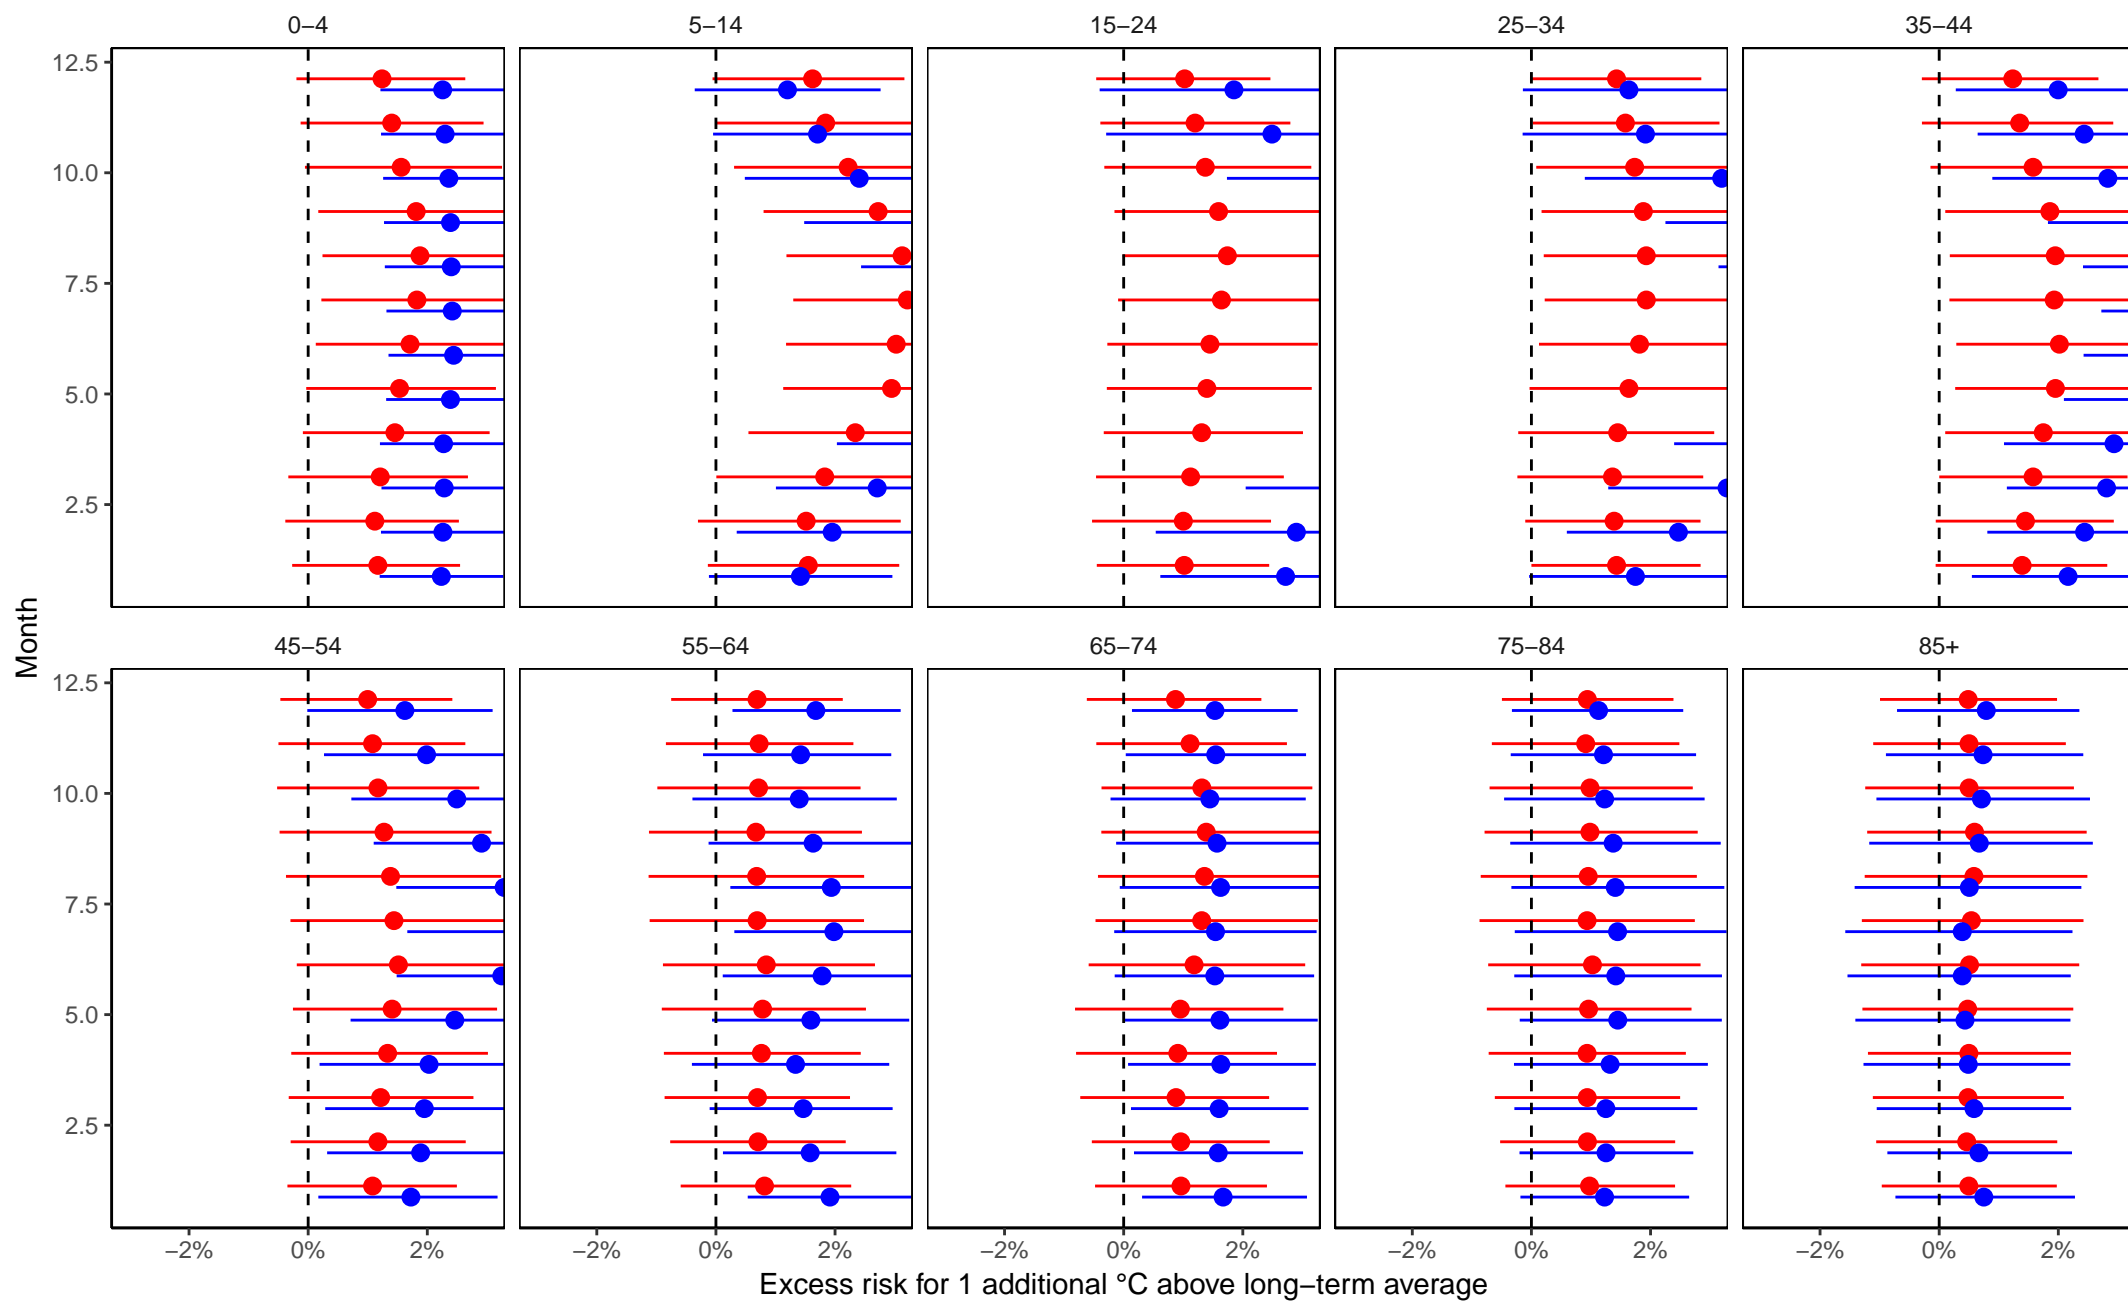 0−4 5−14 15−24 25−34 35−44
12.5
10.0
7.5
5.0
2.5
Month
45−54 55−64 65−74 75−84 85+
12.5
10.0
7.5
5.0
2.5
−2% 0% 2% −2% 0% 2% −2% 0% 2% −2% 0% 2% −2% 0% 2%
Excess risk for 1 additional °C above long−term average